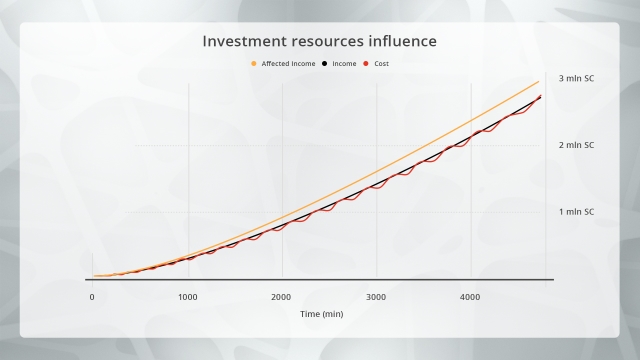 Investment resources influence
Affected Income Income Cost
3 mln SC
2 mln SC
1 mln SC
0 1000 2000 3000 4000
Time (min)